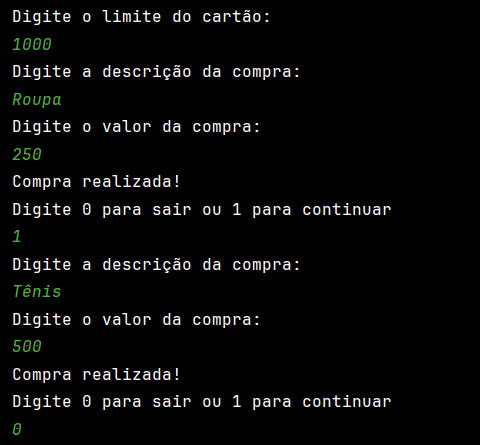 Digite o limite do cartão:
1000
Digite a descrição da compra:
Roupa
Digite o valor da compra:
250
Compra realizada!
Digite 0 para sair ou 1 para continuar
1
Digite a descrição da compra:
Tênis
Digite o valor da compra:
500
Compra realizada!
Digite 0 para sair ou 1 para continuar
0